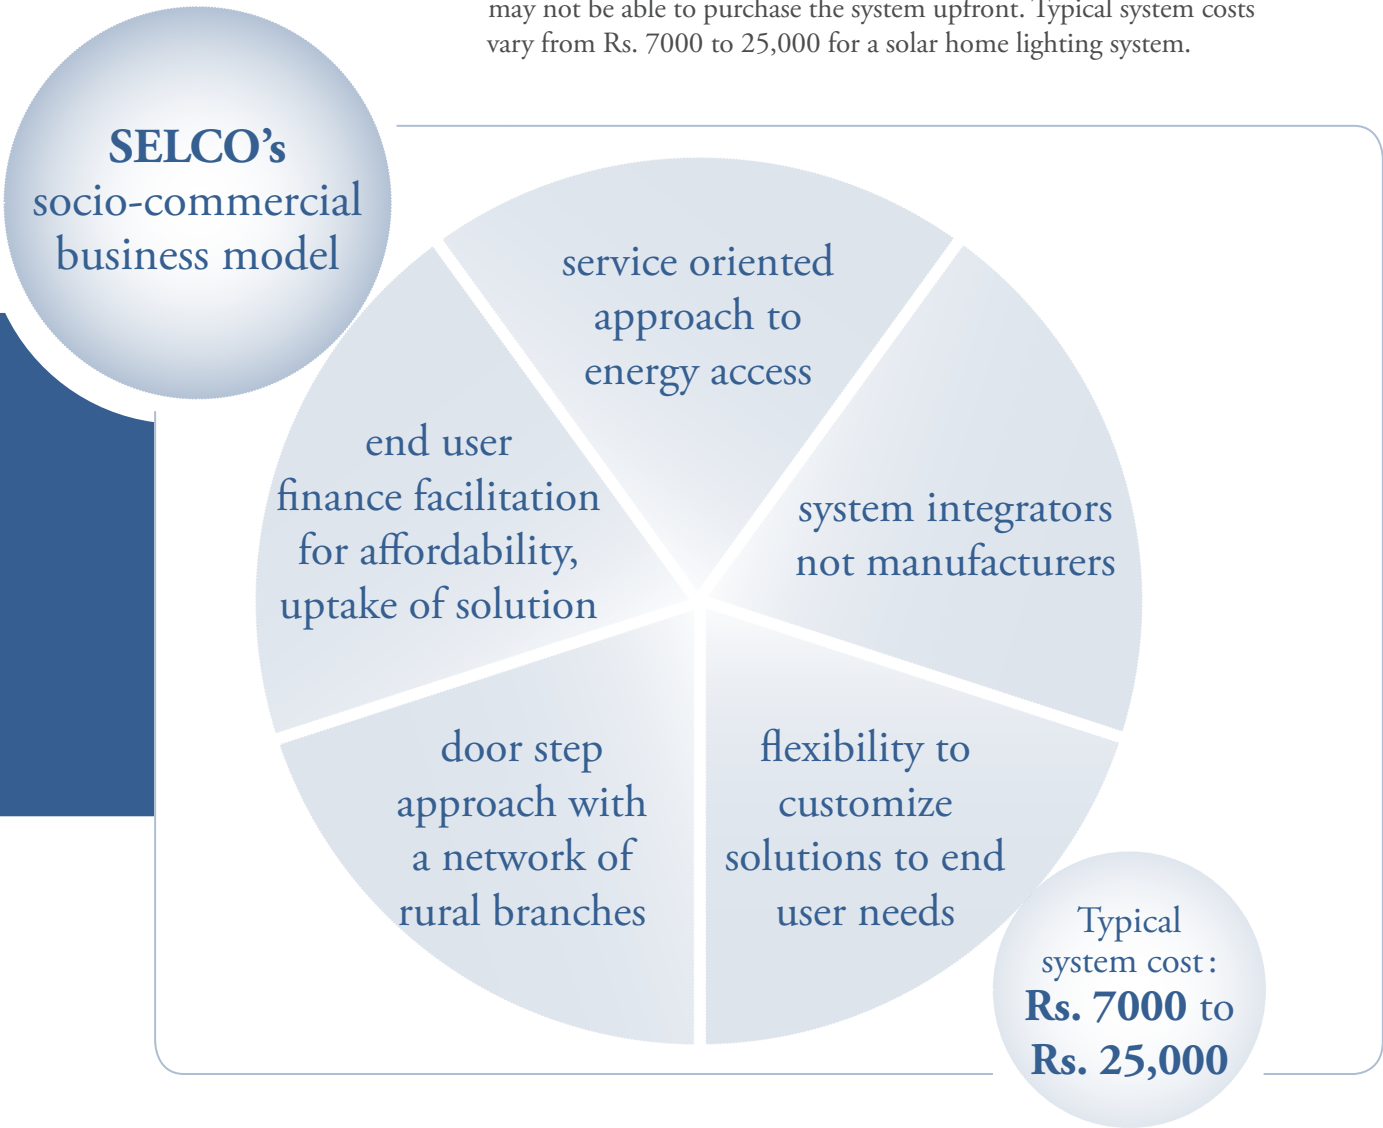 may not be able to purchase the system upfront. Typical system costs
vary from Rs. 7000 to 25,000 for a solar home lighting system.
SELCO’s
socio-commercial
business model
service oriented
approach to
energy access
system integrators
not manufacturers
flexibility to
customize
solutions to end
user needs
door step
approach with
a network of
rural branches
end user
finance facilitation
for affordability,
uptake of solution
Typical
system cost:
Rs. 7000 to
Rs. 25,000